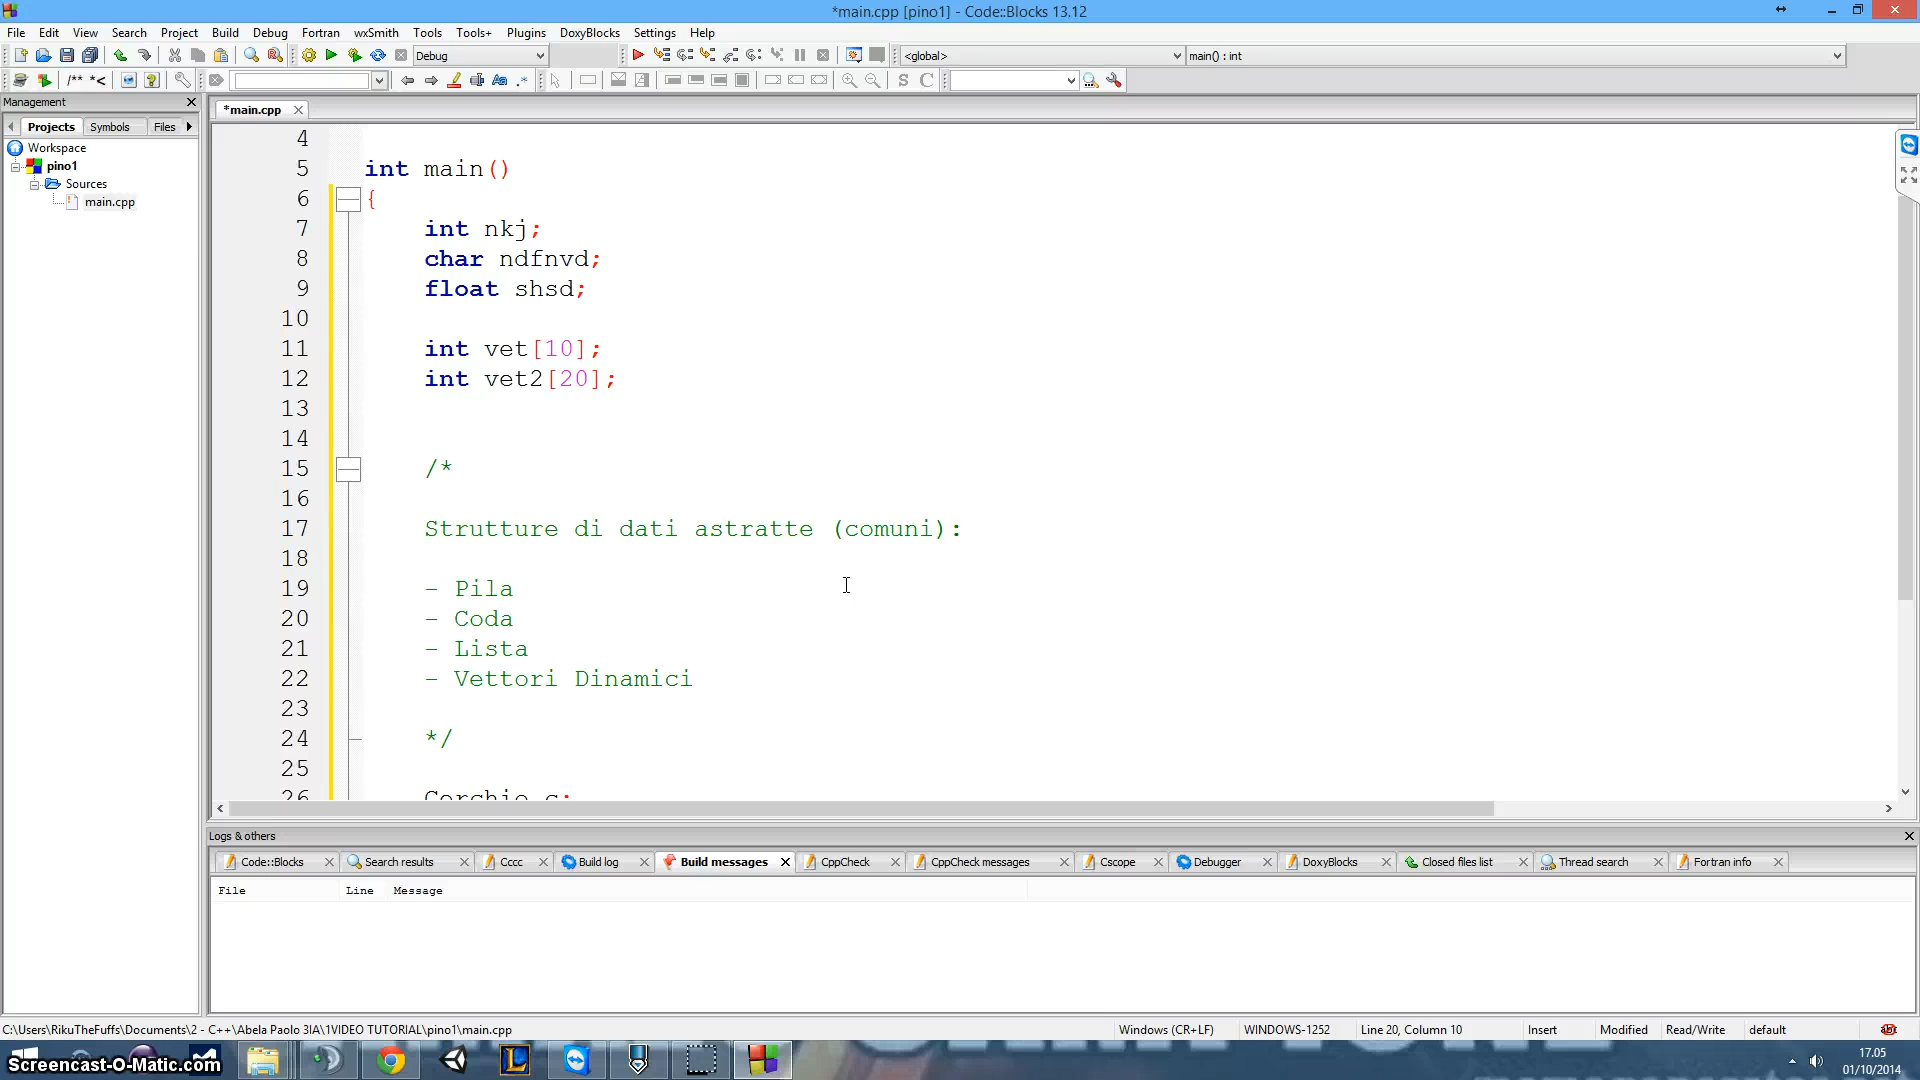 *main.cpp [pino1] - Code::Blocks 13.12
File Edit View Search Project Build Debug Fortran wxSmith Tools Tools+ Plugins DoxyBlocks Settings Help
Debug <global> main() : int
/** *<
Management
Projects Symbols Files
*main.cpp
Workspace
pino1
Sources
main.cpp
4
5 int main()
6 {
7 int nkj;
8 char ndfnvd;
9 float shsd;
10
11 int vet[10];
12 int vet2[20];
13
14
15 /*
16
17 Strutture di dati astratte (comuni):
18
19 - Pila
20 - Coda
21 - Lista
22 - Vettori Dinamici
23
24 */
25
26 Cerchio c;
Logs & others
Code::Blocks Search results Cccc Build log Build messages CppCheck CppCheck messages Cscope Debugger DoxyBlocks Closed files list Thread search Fortran info
File Line Message
C:\Users\RikuTheFuffs\Documents\2 - C++\Abela Paolo 3IA\1VIDEO TUTORIAL\pino1\main.cpp Windows (CR+LF) WINDOWS-1252 Line 20, Column 10 Insert Modified Read/Write default
Screencast-O-Matic.com
17.05
01/10/2014